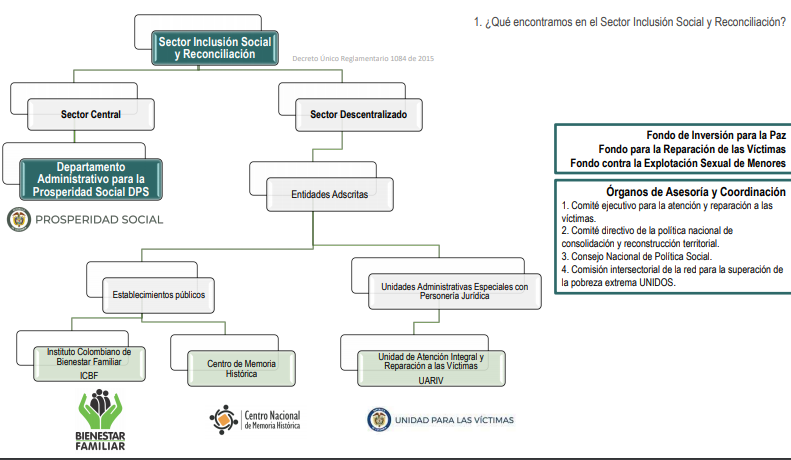 1. ¿Qué encontramos en el Sector Inclusión Social y Reconciliación?
Sector Inclusión Social
y Reconciliación
Decreto Único Reglamentario 1084 de 2015
Sector Central
Sector Descentralizado
Departamento
Administrativo para la
Prosperidad Social DPS
PROSPERIDAD SOCIAL
Entidades Adscritas
Establecimientos públicos
Unidades Administrativas Especiales con
Personería Jurídica
Instituto Colombiano de
Bienestar Familiar
ICBF
Centro de Memoria
Histórica
Unidad de Atención Integral y
Reparación a las Víctimas
UARIV
BIENESTAR
FAMILIAR
Centro Nacional
de Memoria Histórica
UNIDAD PARA LAS VÍCTIMAS
Fondo de Inversión para la Paz
Fondo para la Reparación de las Víctimas
Fondo contra la Explotación Sexual de Menores
Órganos de Asesoría y Coordinación
1. Comité ejecutivo para la atención y reparación a las
víctimas.
2. Comité directivo de la política nacional de
consolidación y reconstrucción territorial.
3. Consejo Nacional de Política Social.
4. Comisión intersectorial de la red para la superación de
la pobreza extrema UNIDOS.